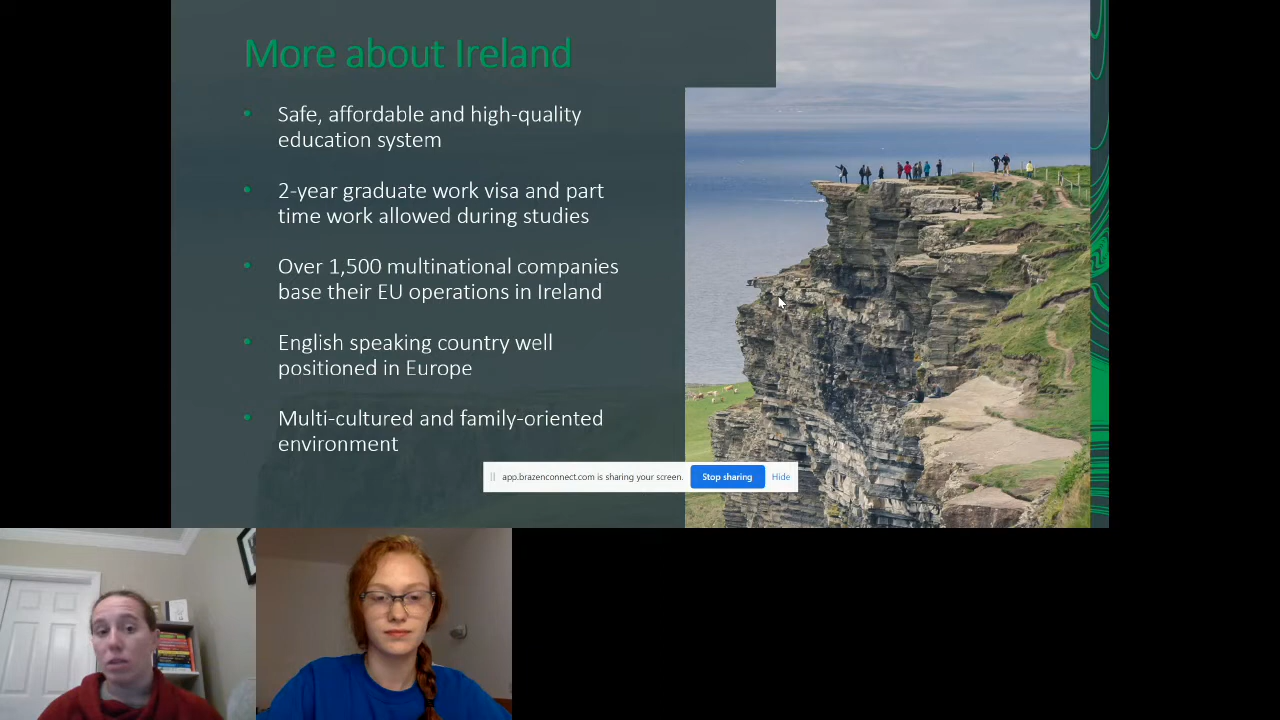 More about Ireland
• Safe, affordable and high-quality
education system
• 2-year graduate work visa and part
time work allowed during studies
• Over 1,500 multinational companies
base their EU operations in Ireland
• English speaking country well
positioned in Europe
• Multi-cultured and family-oriented
environment
app.brazenconnect.com is sharing your screen. Stop sharing Hide